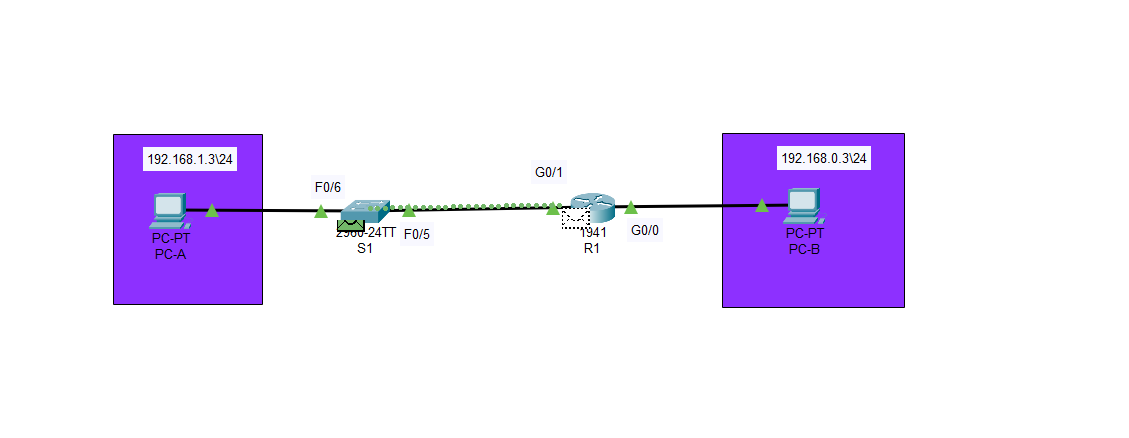 192.168.1.3\24
192.168.0.3\24
G0/1
F0/6
2960-24TT
S1
F0/5
1941
R1
G0/0
PC-PT
PC-A
PC-PT
PC-B